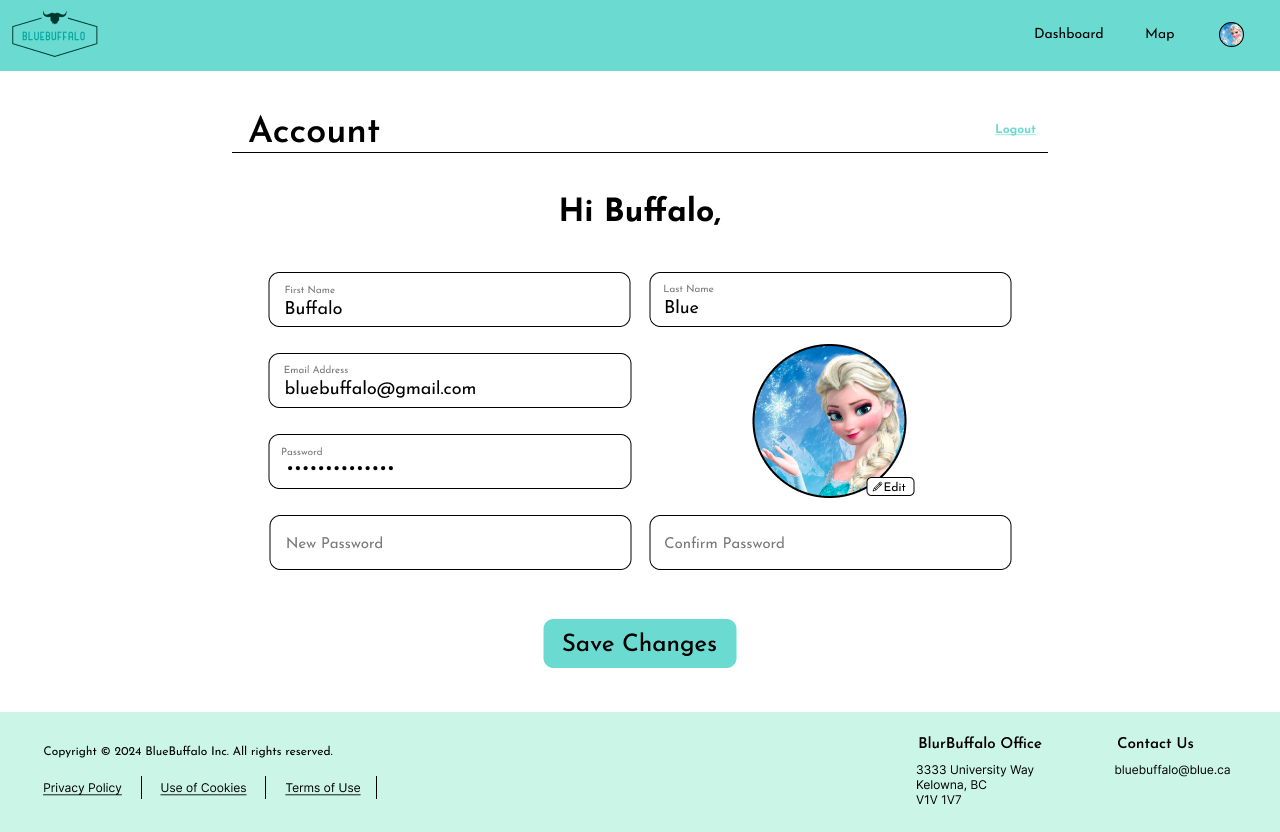 BLUEBUFFALO
Dashboard
Map
Account
Logout
Hi Buffalo,
First Name
Buffalo
Last Name
Blue
Email Address
bluebuffalo@gmail.com
Password
••••••••••••••
Edit
New Password
Confirm Password
Save Changes
Copyright © 2024 BlueBuffalo Inc. All rights reserved.
Privacy Policy
Use of Cookies
Terms of Use
BlurBuffalo Office
3333 University Way
Kelowna, BC
V1V 1V7
Contact Us
bluebuffalo@blue.ca